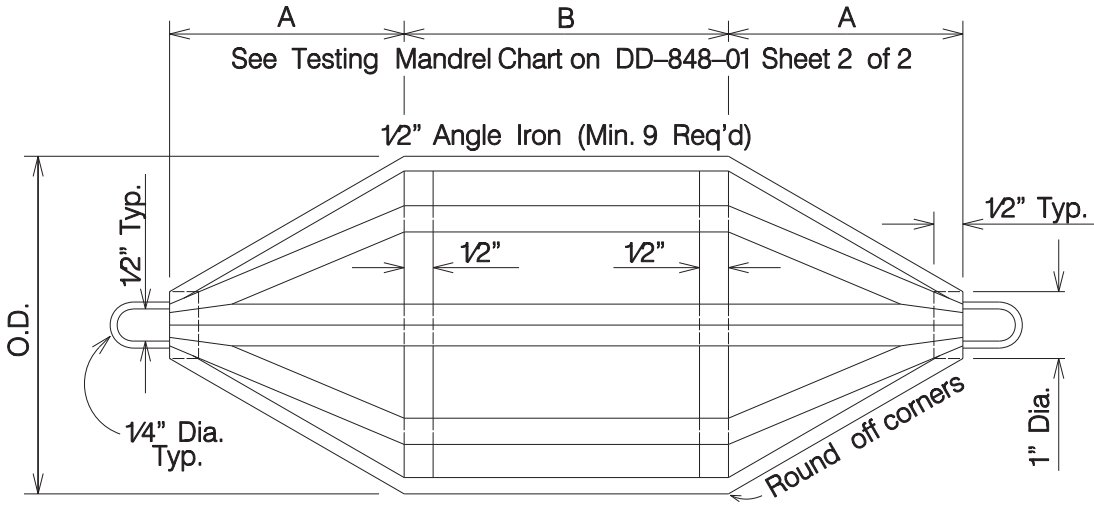 A B A
See Testing Mandrel Chart on DD–848–01 Sheet 2 of 2
1/2" Angle Iron (Min. 9 Req'd)
1/2" Typ.
1/2" Typ.
1/2" 1/2"
O.D.
1/4" Dia.
Typ.
Round off corners
1" Dia.